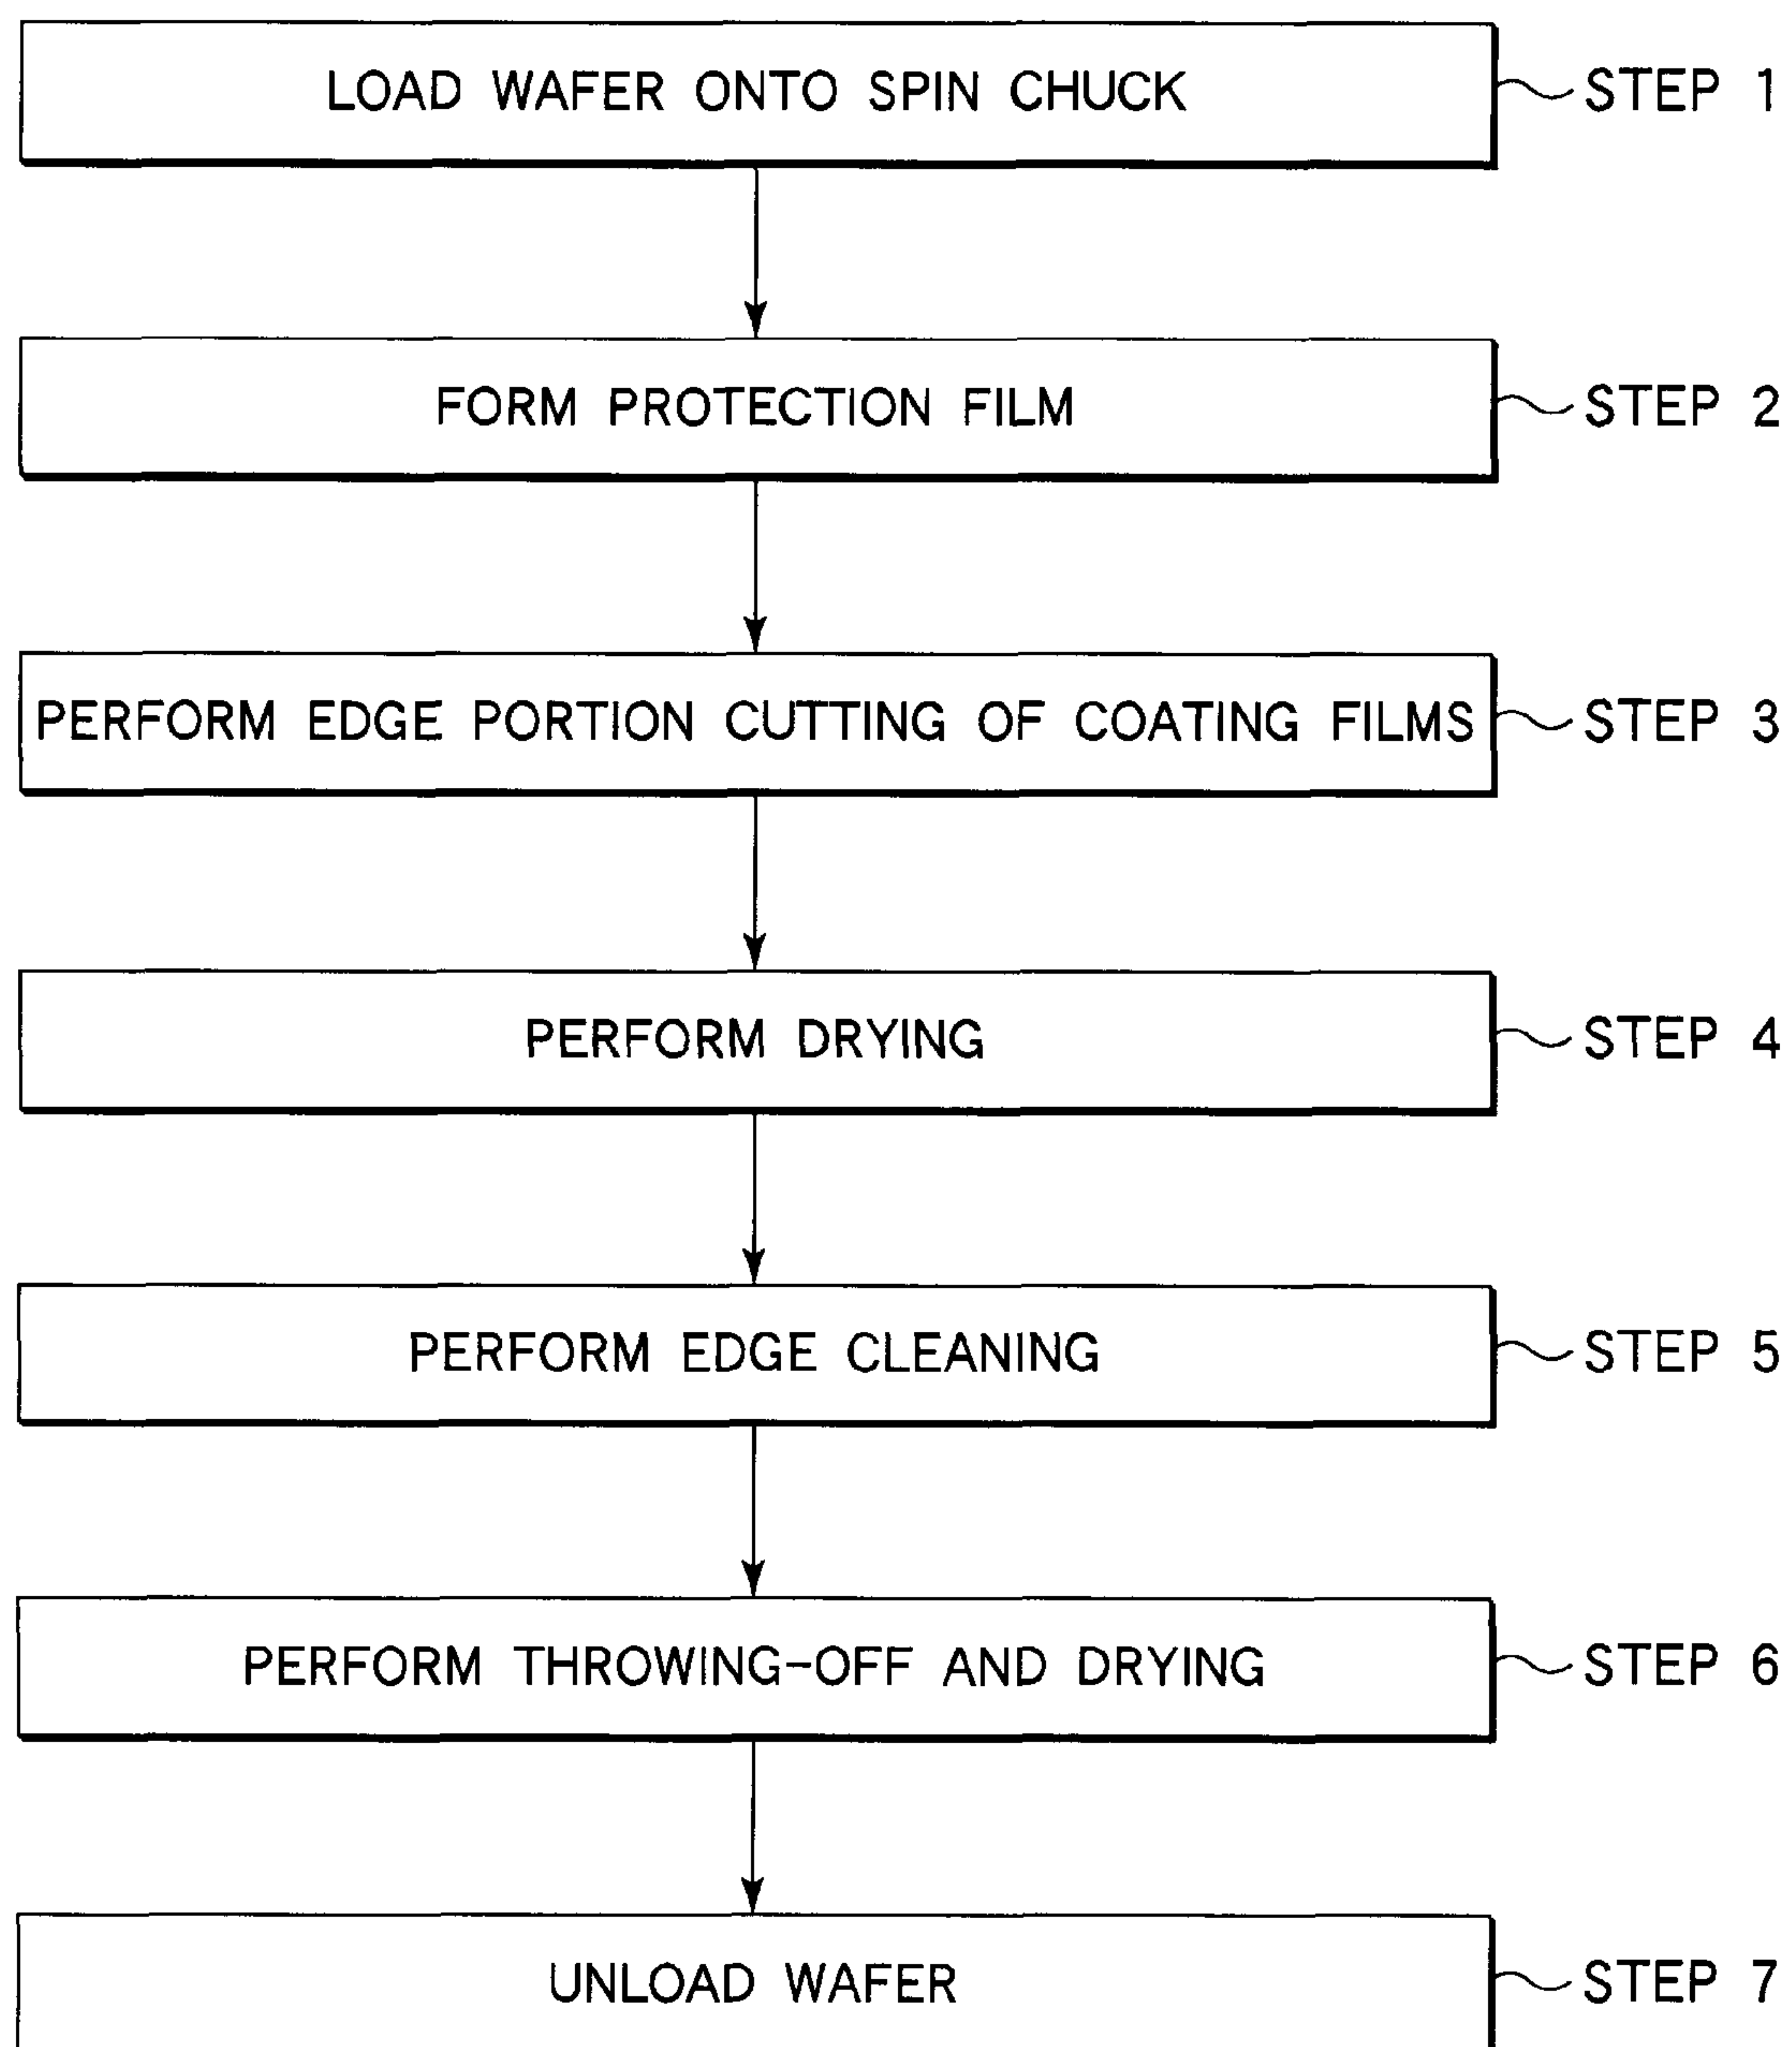 LOAD WAFER ONTO SPIN CHUCK STEP 1
FORM PROTECTION FILM STEP 2
PERFORM EDGE PORTION CUTTING OF COATING FILMS STEP 3
PERFORM DRYING STEP 4
PERFORM EDGE CLEANING STEP 5
PERFORM THROWING-OFF AND DRYING STEP 6
UNLOAD WAFER STEP 7